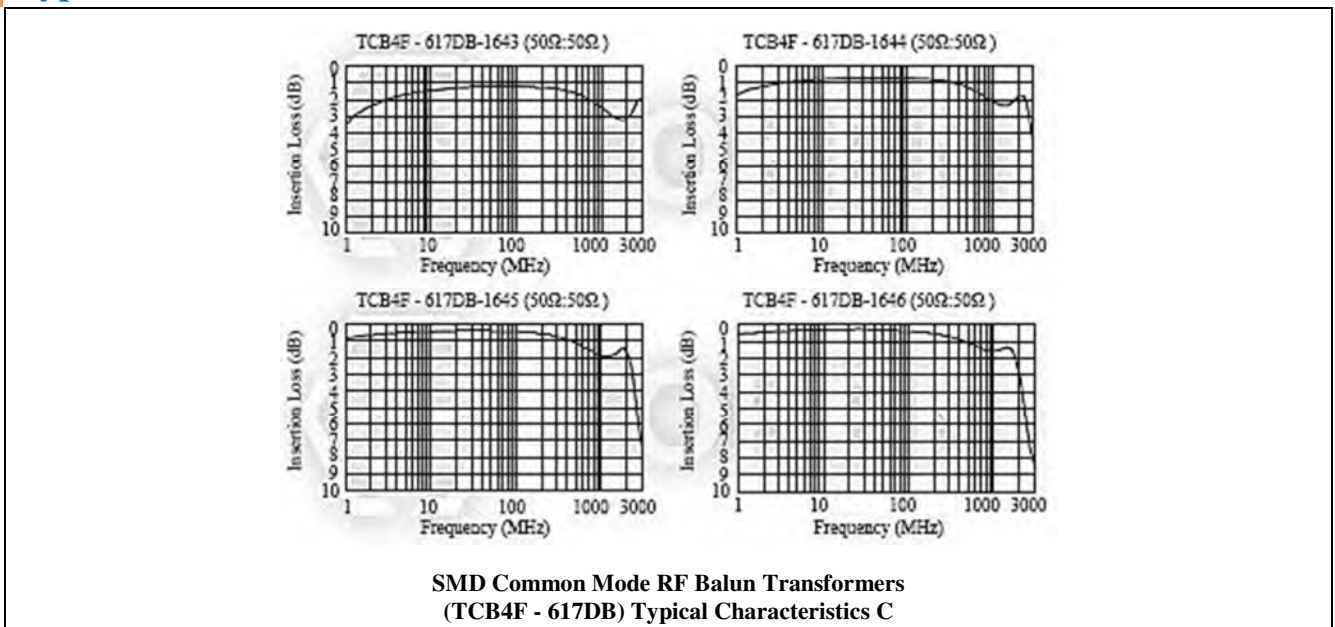 TCB4F - 617DB-1643 (50Ω:50Ω )
Insertion Loss (dB)
0
1
2
3
4
5
6
7
8
9
10
1 10 100 1000 3000
Frequency (MHz)
TCB4F - 617DB-1644 (50Ω:50Ω )
Insertion Loss (dB)
0
1
2
3
4
5
6
7
8
9
10
1 10 100 1000 3000
Frequency (MHz)
TCB4F - 617DB-1645 (50Ω:50Ω )
Insertion Loss (dB)
0
1
2
3
4
5
6
7
8
9
10
1 10 100 1000 3000
Frequency (MHz)
TCB4F - 617DB-1646 (50Ω:50Ω )
Insertion Loss (dB)
0
1
2
3
4
5
6
7
8
9
10
1 10 100 1000 3000
Frequency (MHz)
SMD Common Mode RF Balun Transformers
(TCB4F - 617DB) Typical Characteristics C